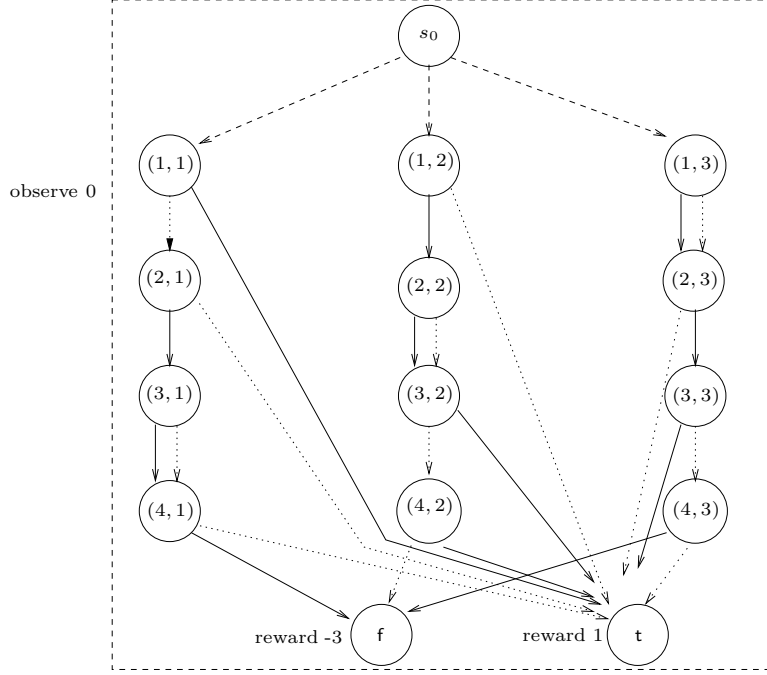 s₀
(1, 1)
(1, 2)
(1, 3)
observe 0
(2, 1)
(2, 2)
(2, 3)
(3, 1)
(3, 2)
(3, 3)
(4, 1)
(4, 2)
(4, 3)
reward -3
f
reward 1
t